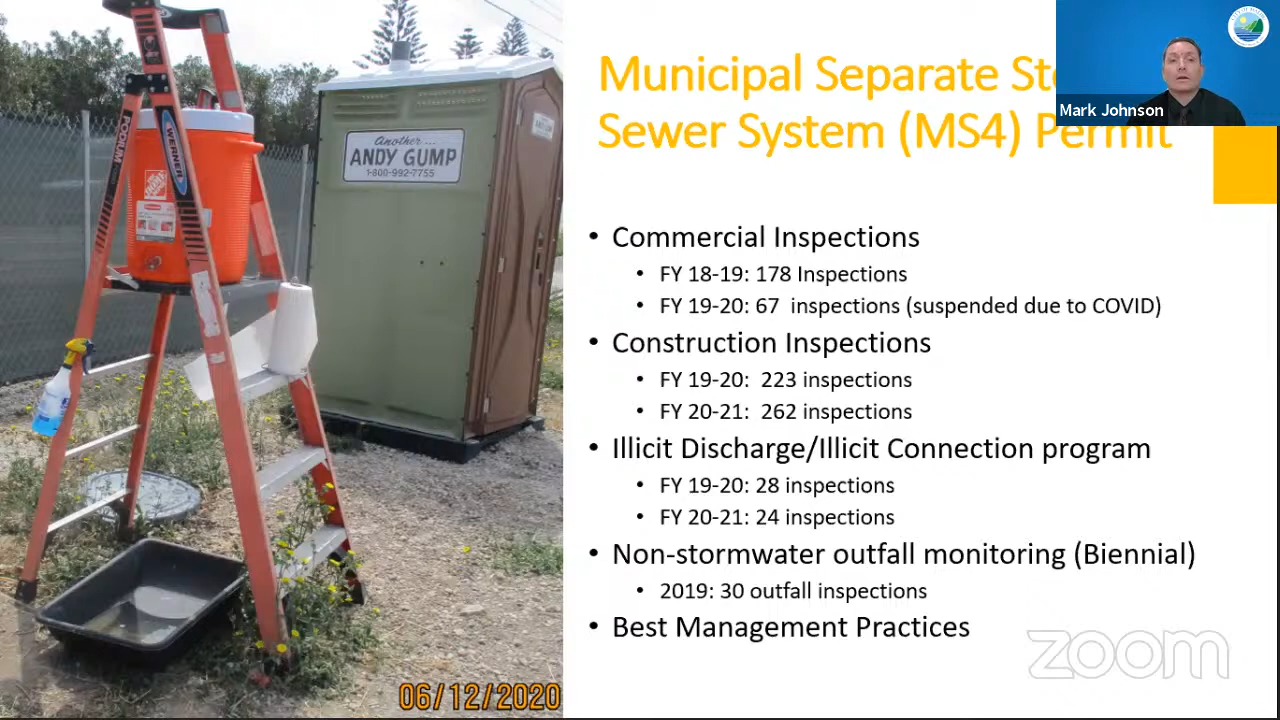 Another...
ANDY GUMP
1-800-992-7755
WERNER
06/12/2020
Municipal Separate
Sewer System (MS4) Permit
Mark Johnson
• Commercial Inspections
• FY 18-19: 178 Inspections
• FY 19-20: 67 inspections (suspended due to COVID)
• Construction Inspections
• FY 19-20: 223 inspections
• FY 20-21: 262 inspections
• Illicit Discharge/Illicit Connection program
• FY 19-20: 28 inspections
• FY 20-21: 24 inspections
• Non-stormwater outfall monitoring (Biennial)
• 2019: 30 outfall inspections
• Best Management Practices
zoom